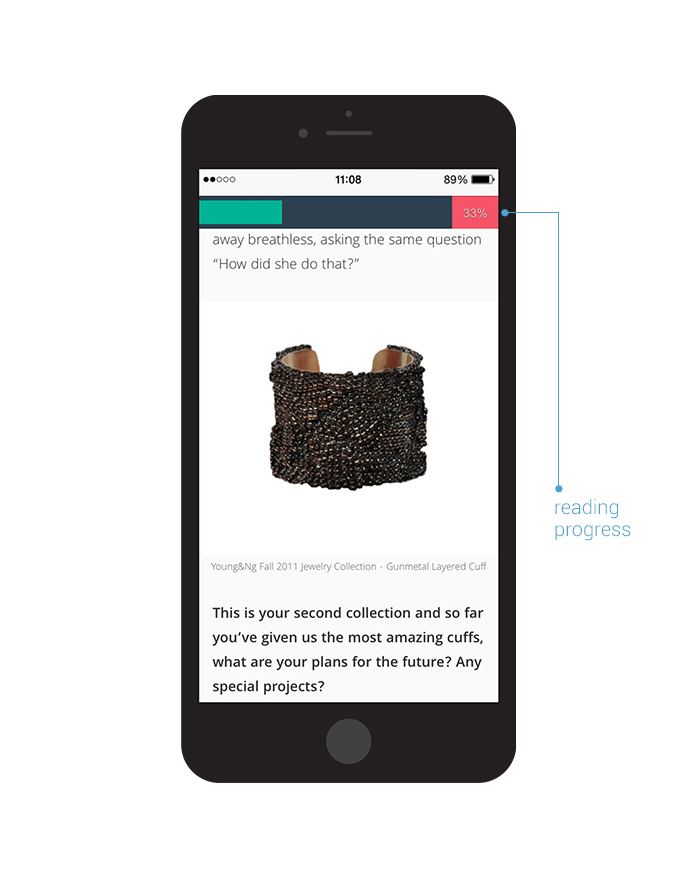 11:08
89%
33%
away breathless, asking the same question
“How did she do that?”
Young&Ng Fall 2011 Jewelry Collection - Gunmetal Layered Cuff
This is your second collection and so far
you’ve given us the most amazing cuffs,
what are your plans for the future? Any
special projects?
reading
progress